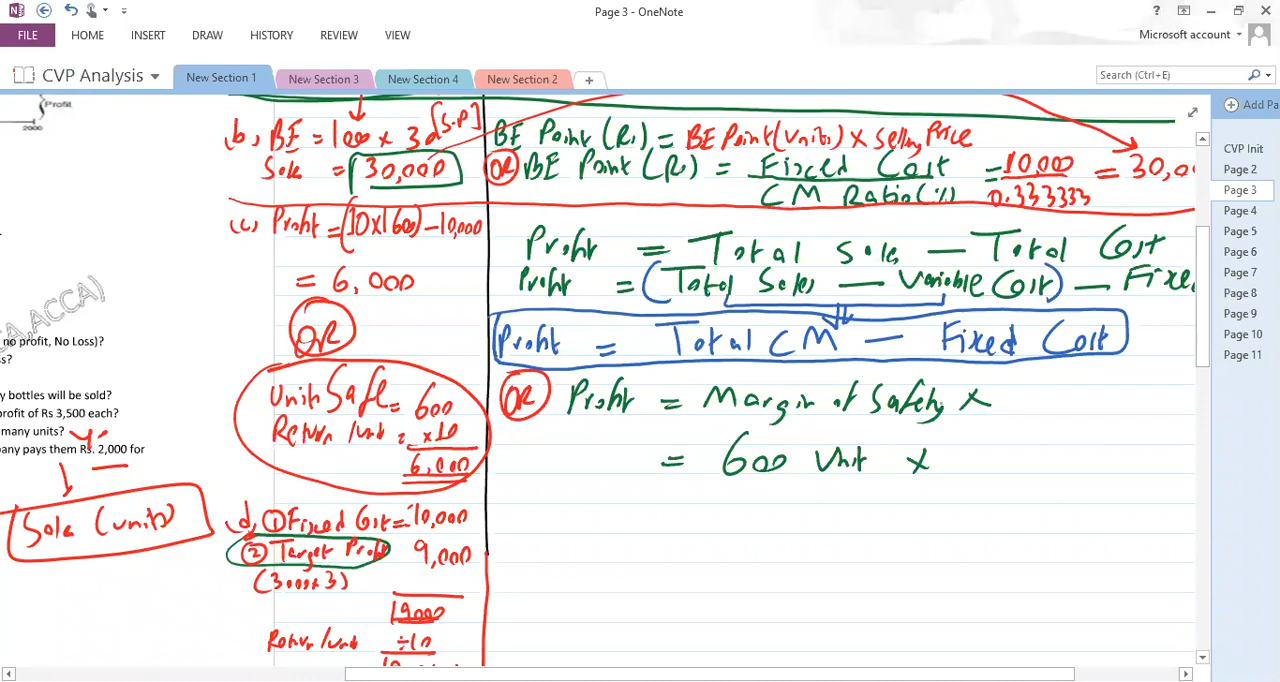 Page 3 - OneNote
FILE HOME INSERT DRAW HISTORY REVIEW VIEW
Microsoft account
CVP Analysis
New Section 1
New Section 3
New Section 4
New Section 2
Search (Ctrl+E)
Add Pa
CVP Init
Page 2
Page 3
Page 4
Page 5
Page 6
Page 7
Page 8
Page 9
Page 10
Page 11
Profit
2000
CA,ACCA)
no profit, No Loss)?
s?
y bottles will be sold?
profit of Rs 3,500 each?
many units?
pany pays them Rs. 2,000 for
Sale (units)
(b) BE = 1000 x 30 [S.P]
Sale = 30,000
(c) Profit = (10x1600) - 10,000
= 6,000
OR
Unit Safe = 600
Return/unit = x10
6,000
(d) ① Fixed Cost = 10,000
② Target Profit 9,000
(3000x3)
19000
Return/unit ÷10
BE Point (Rs) = BE Point(units) x Selling Price
OR BE Point (R) = Fixed Cost / CM Ratio(%) = 10,000 / 0.333333 = 30,0
Profit = Total Sale - Total Cost
Profit = (Total Sales - Variable Cost) - Fixe
Profit = Total CM - Fixed Cost
OR Profit = Margin of Safety x
= 600 Unit x